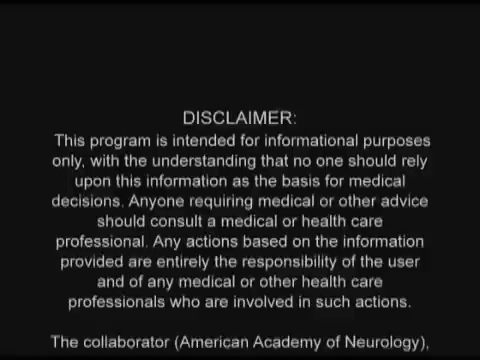 DISCLAIMER:
This program is intended for informational purposes
only, with the understanding that no one should rely
upon this information as the basis for medical
decisions. Anyone requiring medical or other advice
should consult a medical or health care
professional. Any actions based on the information
provided are entirely the responsibility of the user
and of any medical or other health care
professionals who are involved in such actions.
The collaborator (American Academy of Neurology),